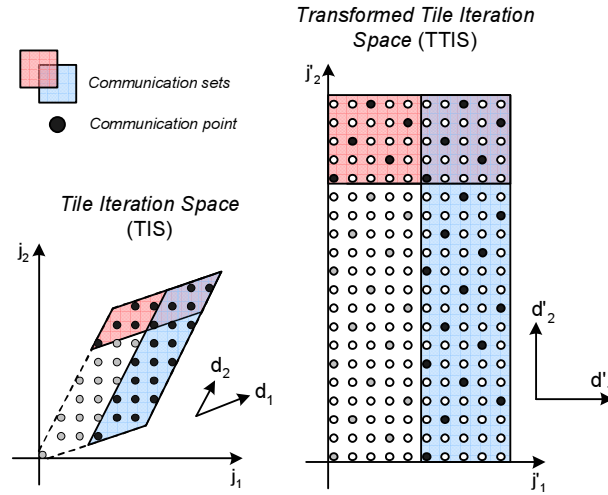 Transformed Tile Iteration
Space (TTIS)
j'2
Communication sets
Communication point
Tile Iteration Space
(TIS)
j2
d2
d1
j1
d'2
d'
j'1